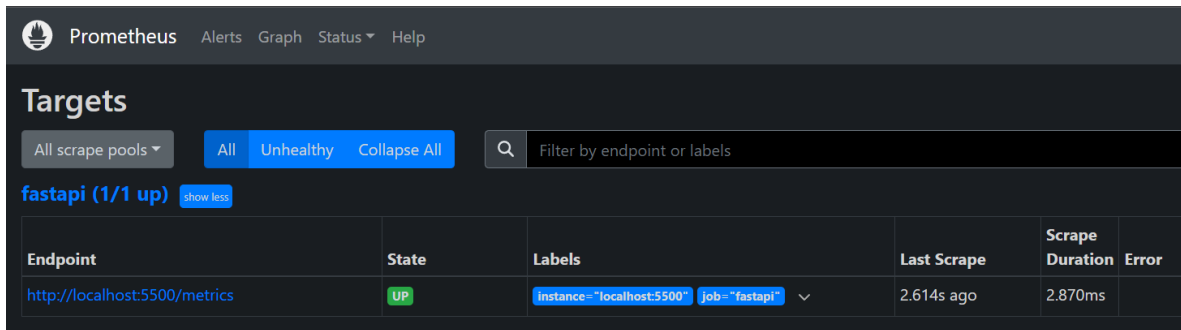 Prometheus Alerts Graph Status Help
Targets
All scrape pools All Unhealthy Collapse All Filter by endpoint or labels
fastapi (1/1 up) show less
Endpoint State Labels Last Scrape Scrape Duration Error
http://localhost:5500/metrics UP instance="localhost:5500" job="fastapi" 2.614s ago 2.870ms